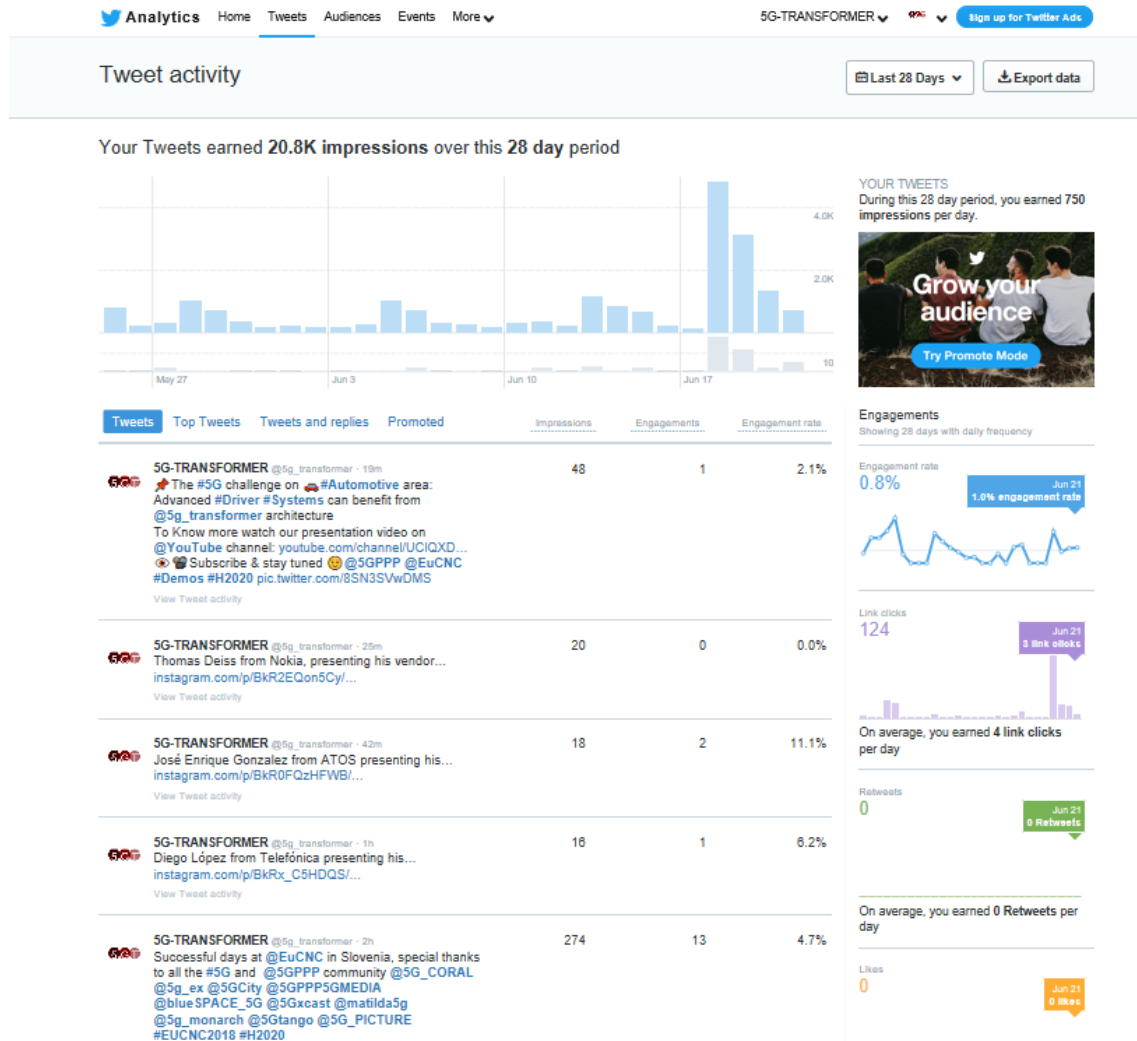 Analytics Home Tweets Audiences Events More
5G-TRANSFORMER
Sign up for Twitter Ads
Tweet activity
Last 28 Days
Export data
Your Tweets earned 20.8K impressions over this 28 day period
4.0K
2.0K
10
May 27
Jun 3
Jun 10
Jun 17
YOUR TWEETS
During this 28 day period, you earned 750
impressions per day.
Grow your
audience
Try Promote Mode
Tweets Top Tweets Tweets and replies Promoted
Impressions Engagements Engagement rate
5G-TRANSFORMER @5g_transformer · 19m
The #5G challenge on #Automotive area:
Advanced #Driver #Systems can benefit from
@5g_transformer architecture
To Know more watch our presentation video on
@YouTube channel: youtube.com/channel/UCIQXD...
Subscribe & stay tuned @5GPPP @EuCNC
#Demos #H2020 pic.twitter.com/8SN3SVwDMS
View Tweet activity
48 1 2.1%
5G-TRANSFORMER @5g_transformer · 25m
Thomas Deiss from Nokia, presenting his vendor...
instagram.com/p/BkR2EQon5Cy/...
View Tweet activity
20 0 0.0%
5G-TRANSFORMER @5g_transformer · 42m
José Enrique Gonzalez from ATOS presenting his...
instagram.com/p/BkR0FQzHFWB/...
View Tweet activity
18 2 11.1%
5G-TRANSFORMER @5g_transformer · 1h
Diego López from Telefónica presenting his...
instagram.com/p/BkRx_C5HDQS/...
View Tweet activity
16 1 6.2%
5G-TRANSFORMER @5g_transformer · 2h
Successful days at @EuCNC in Slovenia, special thanks
to all the #5G and @5GPPP community @5G_CORAL
@5g_ex @5GCity @5GPPP5GMEDIA
@blueSPACE_5G @5Gxcast @matilda5g
@5g_monarch @5Gtango @5G_PICTURE
#EUCNC2018 #H2020
274 13 4.7%
Engagements
Showing 28 days with daily frequency
Engagement rate
0.8%
Jun 21
1.0% engagement rate
Link clicks
124
Jun 21
3 link clicks
On average, you earned 4 link clicks
per day
Retweets
0
Jun 21
0 Retweets
On average, you earned 0 Retweets per
day
Likes
0
Jun 21
0 likes